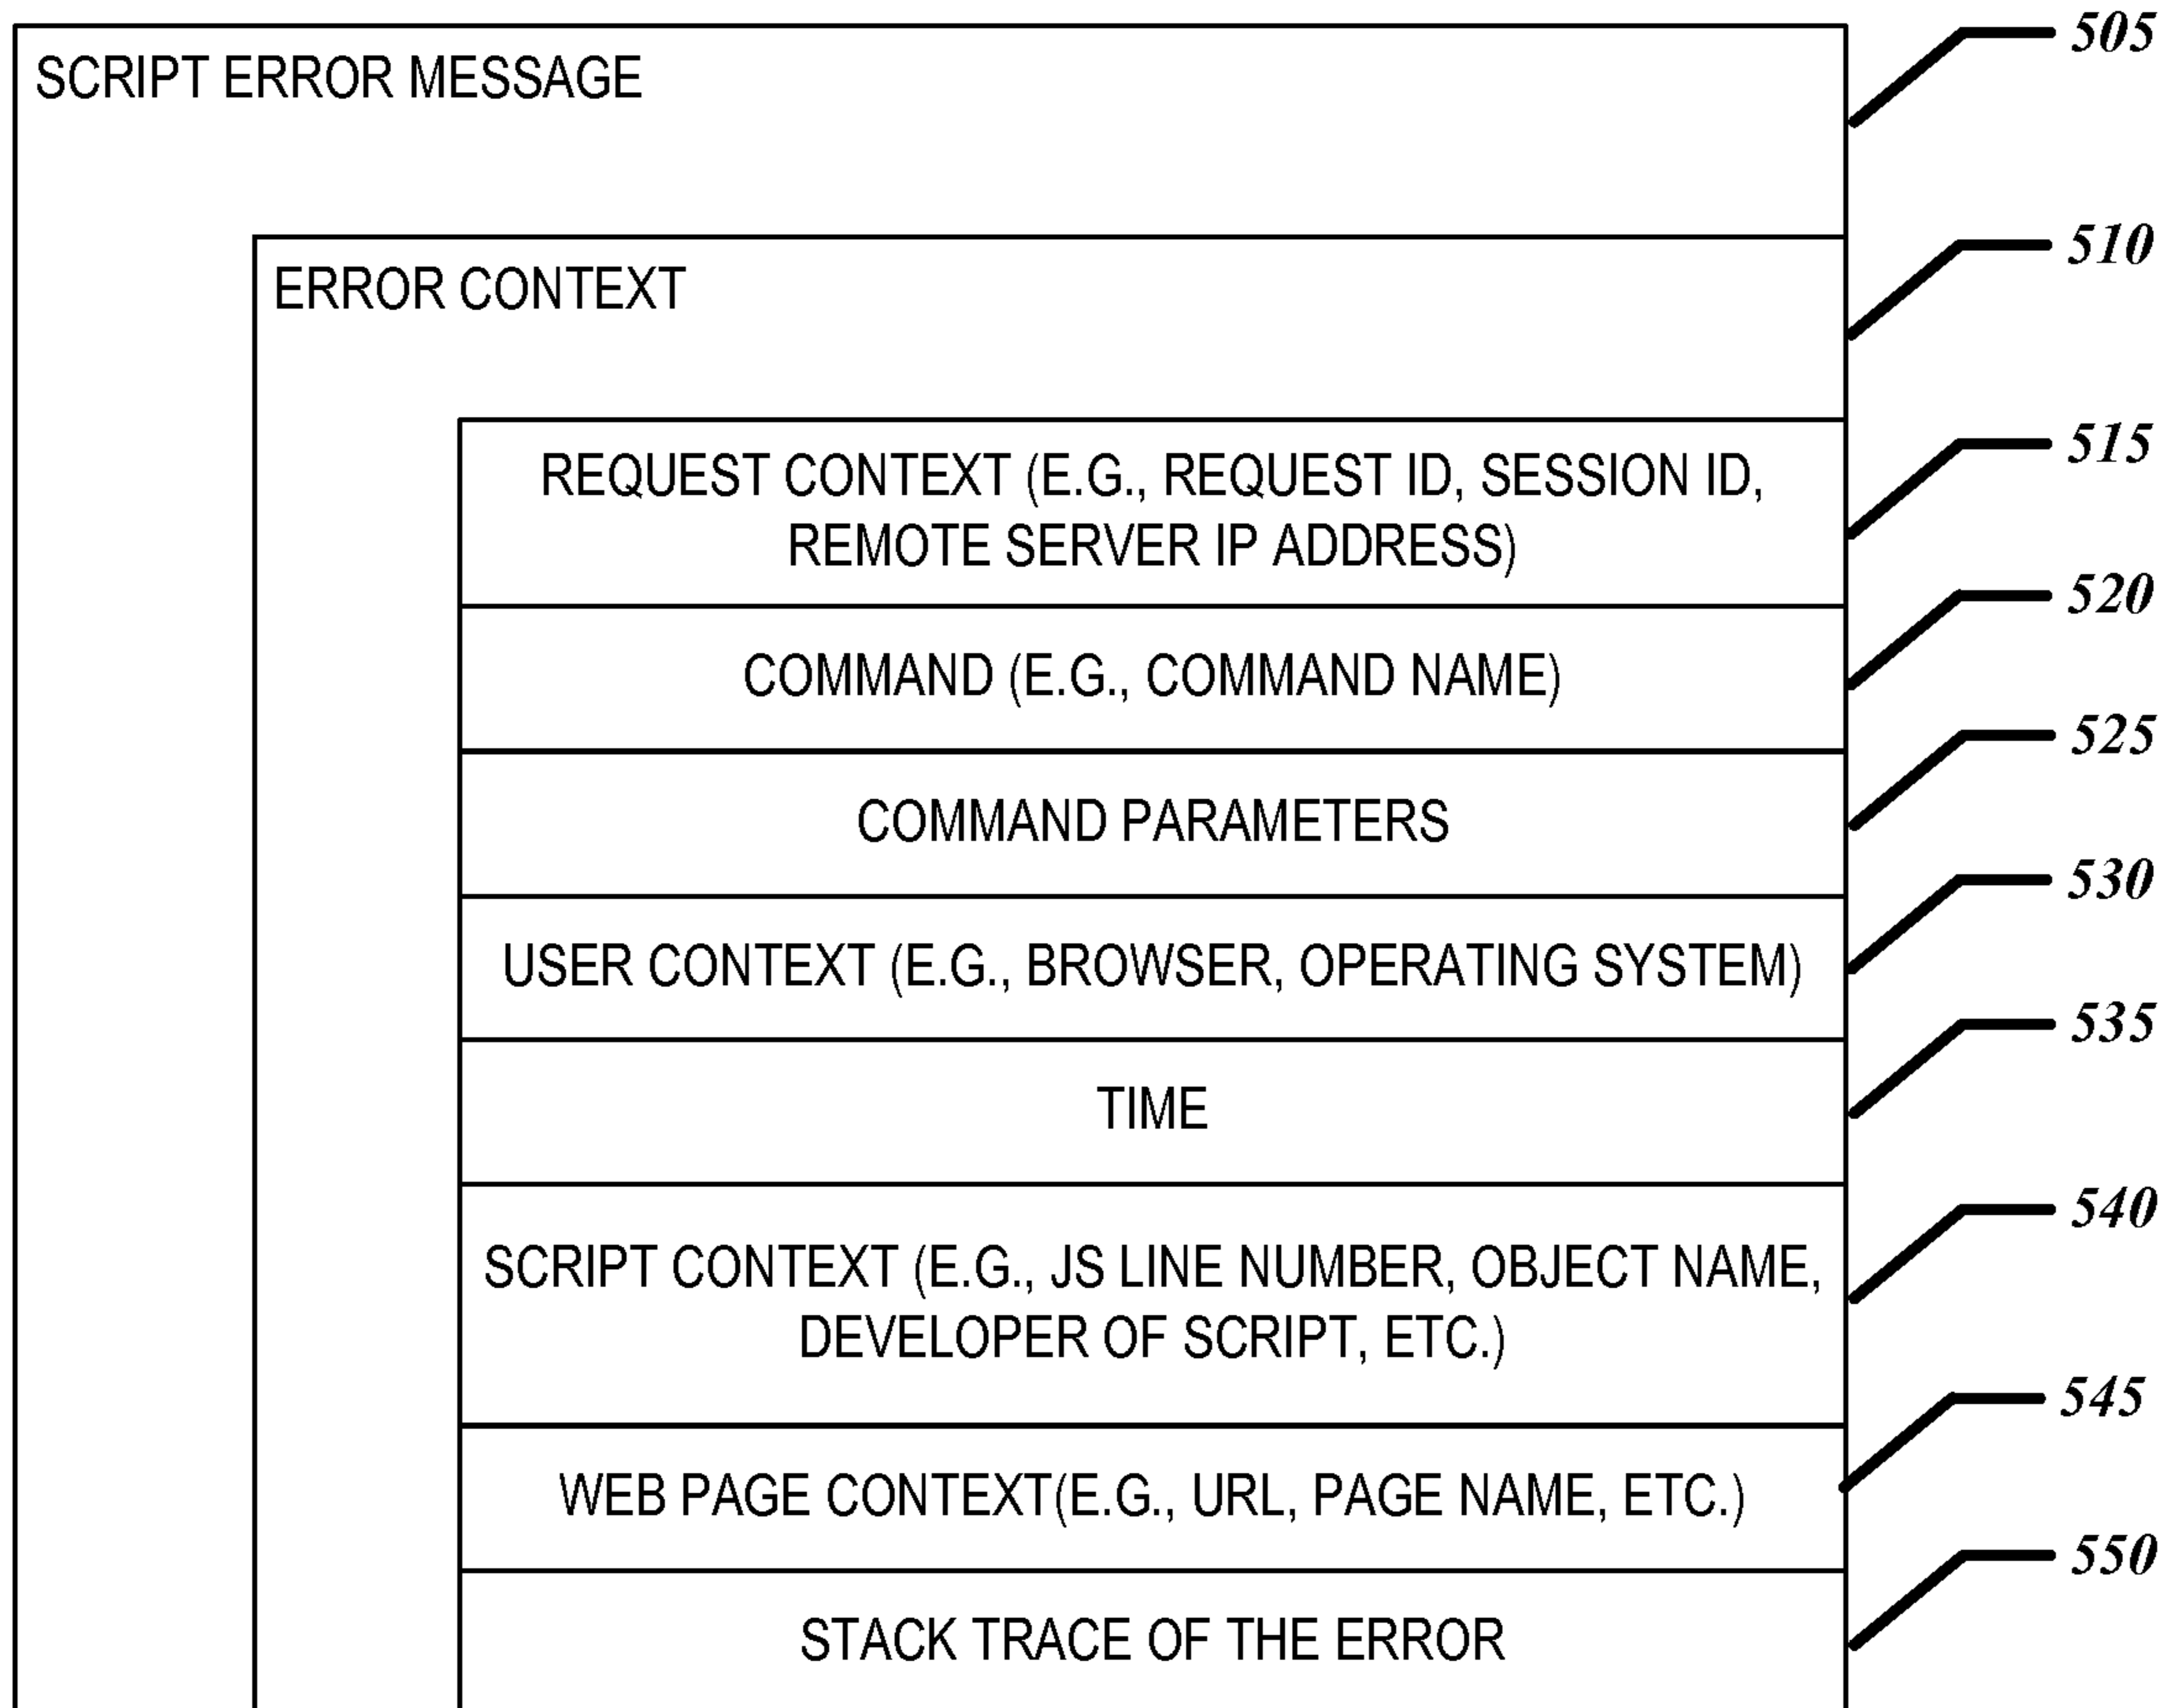 505
SCRIPT ERROR MESSAGE
510
ERROR CONTEXT
515
REQUEST CONTEXT (E.G., REQUEST ID, SESSION ID,
REMOTE SERVER IP ADDRESS)
520
COMMAND (E.G., COMMAND NAME)
525
COMMAND PARAMETERS
530
USER CONTEXT (E.G., BROWSER, OPERATING SYSTEM)
535
TIME
540
SCRIPT CONTEXT (E.G., JS LINE NUMBER, OBJECT NAME,
DEVELOPER OF SCRIPT, ETC.)
545
WEB PAGE CONTEXT(E.G., URL, PAGE NAME, ETC.)
550
STACK TRACE OF THE ERROR